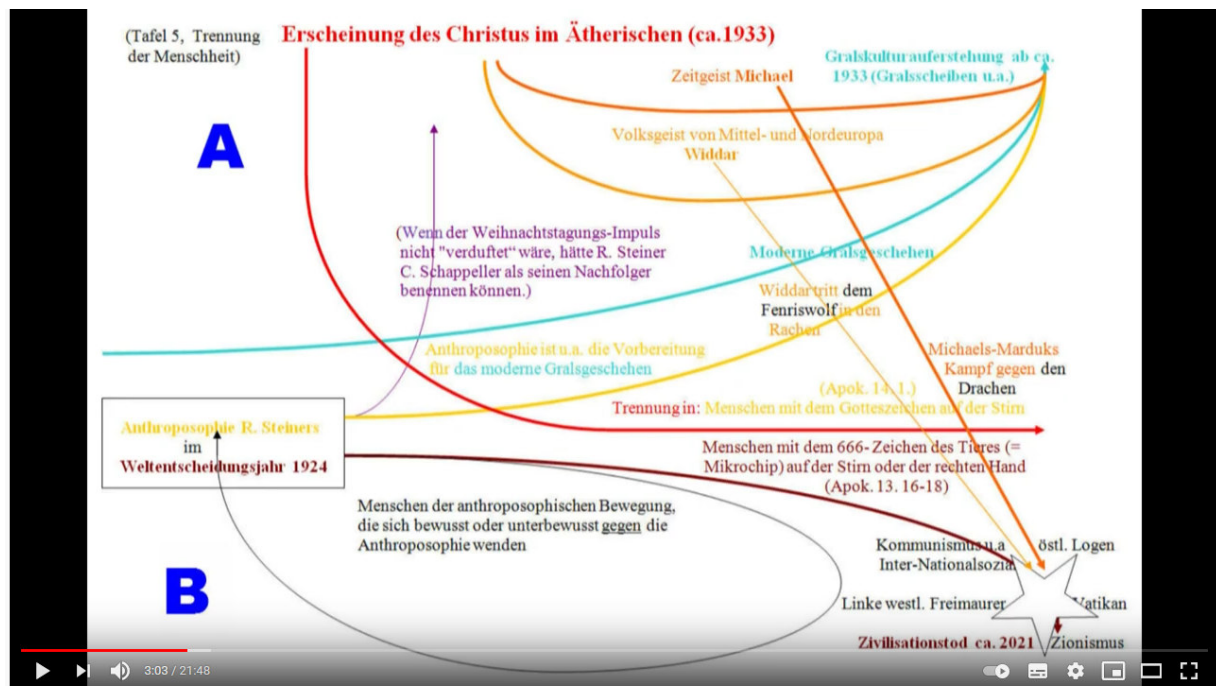 (Tafel 5, Trennung
der Menschheit)
Erscheinung des Christus im Ätherischen (ca.1933)
Zeitgeist Michael
Gralskulturauferstehung ab ca.
1933 (Gralsscheiben u.a.)
A
Volksgeist von Mittel- und Nordeuropa
Widdar
(Wenn der Weihnachtstagungs-Impuls
nicht "verduftet“ wäre, hätte R. Steiner
C. Schappeller als seinen Nachfolger
benennen können.)
Moderne Gralsgeschehen
Widdar tritt dem
Fenriswolf in den
Rachen
Anthroposophie ist u.a. die Vorbereitung
für das moderne Gralsgeschehen
Michaels-Marduks
Kampf gegen den
Drachen
(Apok. 14, 1.)
Trennung in: Menschen mit dem Gotteszeichen auf der Stirn
Anthroposophie R. Steiners
im
Weltentscheidungsjahr 1924
Menschen mit dem 666- Zeichen des Tieres (=
Mikrochip) auf der Stirn oder der rechten Hand
(Apok. 13. 16-18)
Menschen der anthroposophischen Bewegung,
die sich bewusst oder unterbewusst gegen die
Anthroposophie wenden
Kommunismus u.a
Inter-Nationalsozia
östl. Logen
B
Linke westl. Freimaurer
Vatikan
Zivilisationstod ca. 2021
Zionismus
3:03 / 21:48